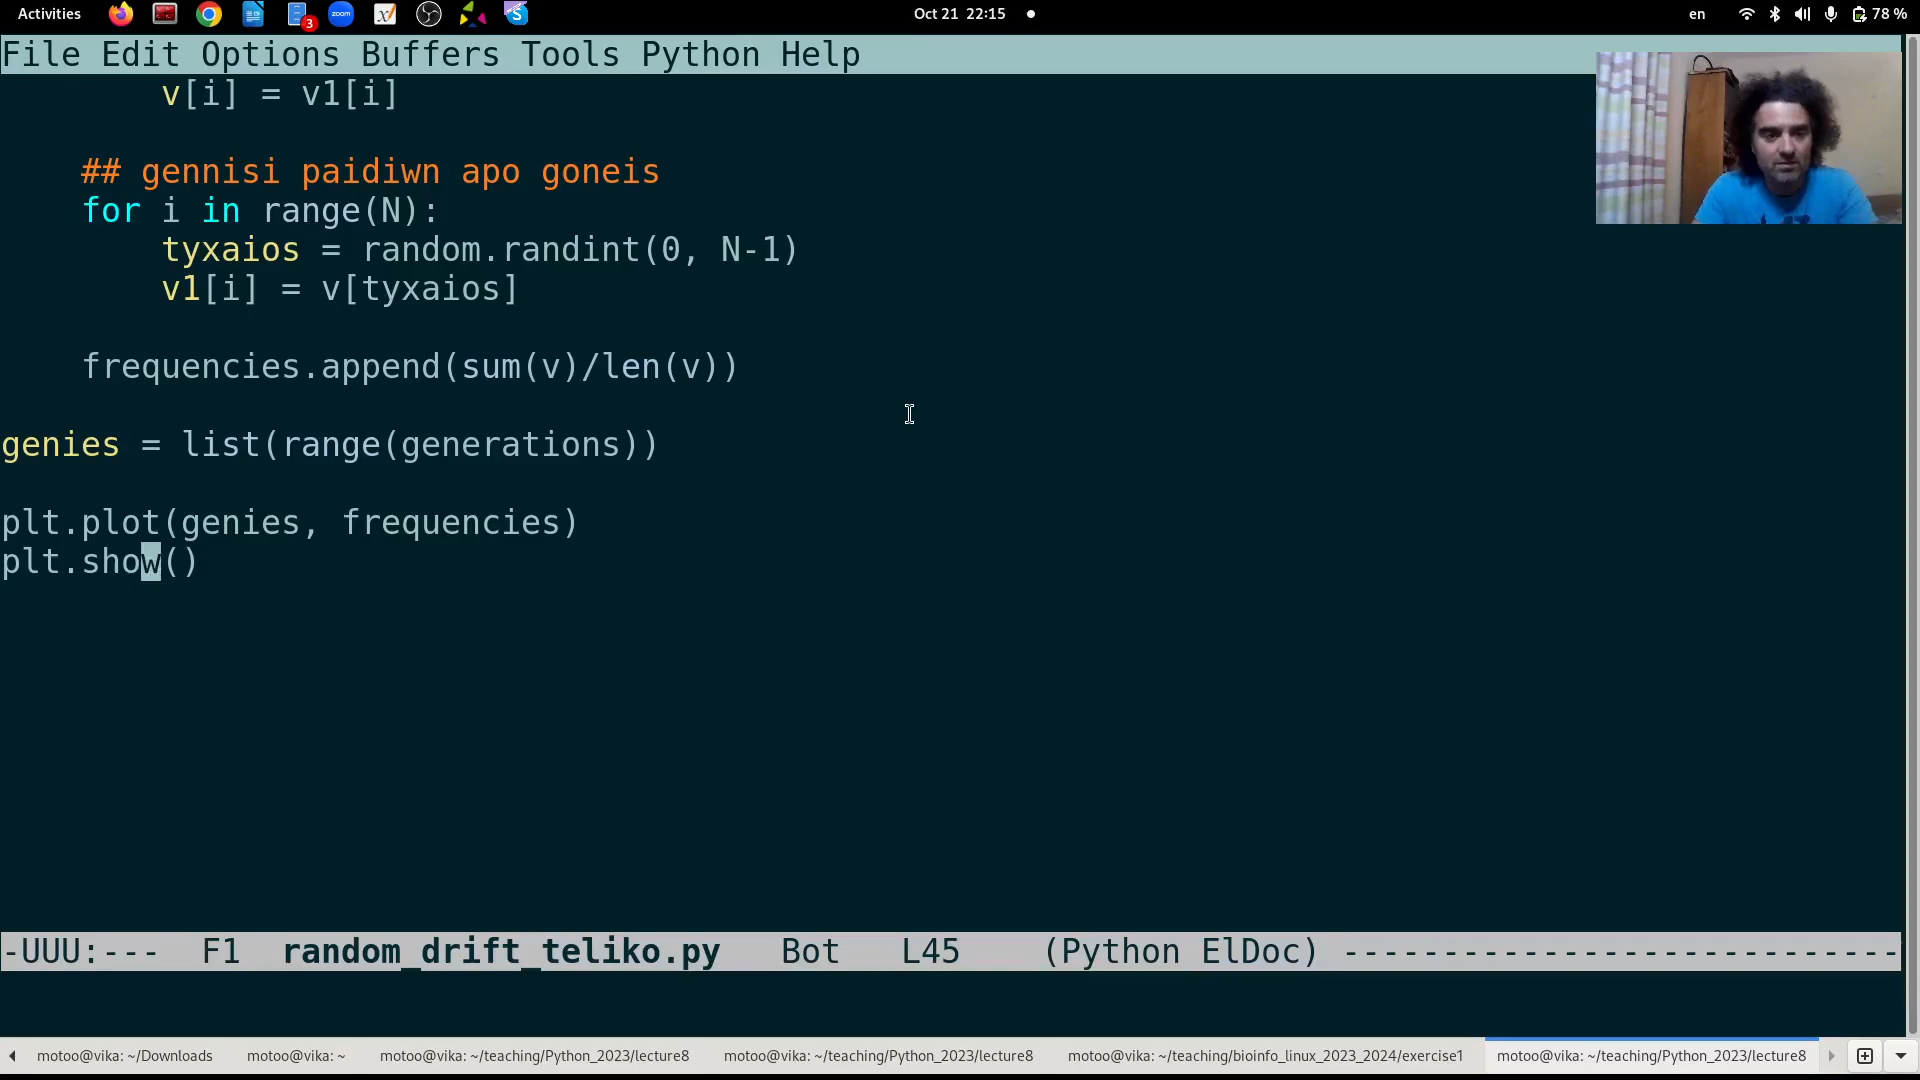 Activities
3
zoom
Oct 21 22:15
en
78 %
File Edit Options Buffers Tools Python Help
v[i] = v1[i]
## gennisi paidiwn apo goneis
for i in range(N):
tyxaios = random.randint(0, N-1)
v1[i] = v[tyxaios]
frequencies.append(sum(v)/len(v))
genies = list(range(generations))
plt.plot(genies, frequencies)
plt.show()
-UUU:--- F1 random_drift_teliko.py Bot L45 (Python ElDoc) ----------------------------
motoo@vika: ~/Downloads
motoo@vika: ~
motoo@vika: ~/teaching/Python_2023/lecture8
motoo@vika: ~/teaching/Python_2023/lecture8
motoo@vika: ~/teaching/bioinfo_linux_2023_2024/exercise1
motoo@vika: ~/teaching/Python_2023/lecture8